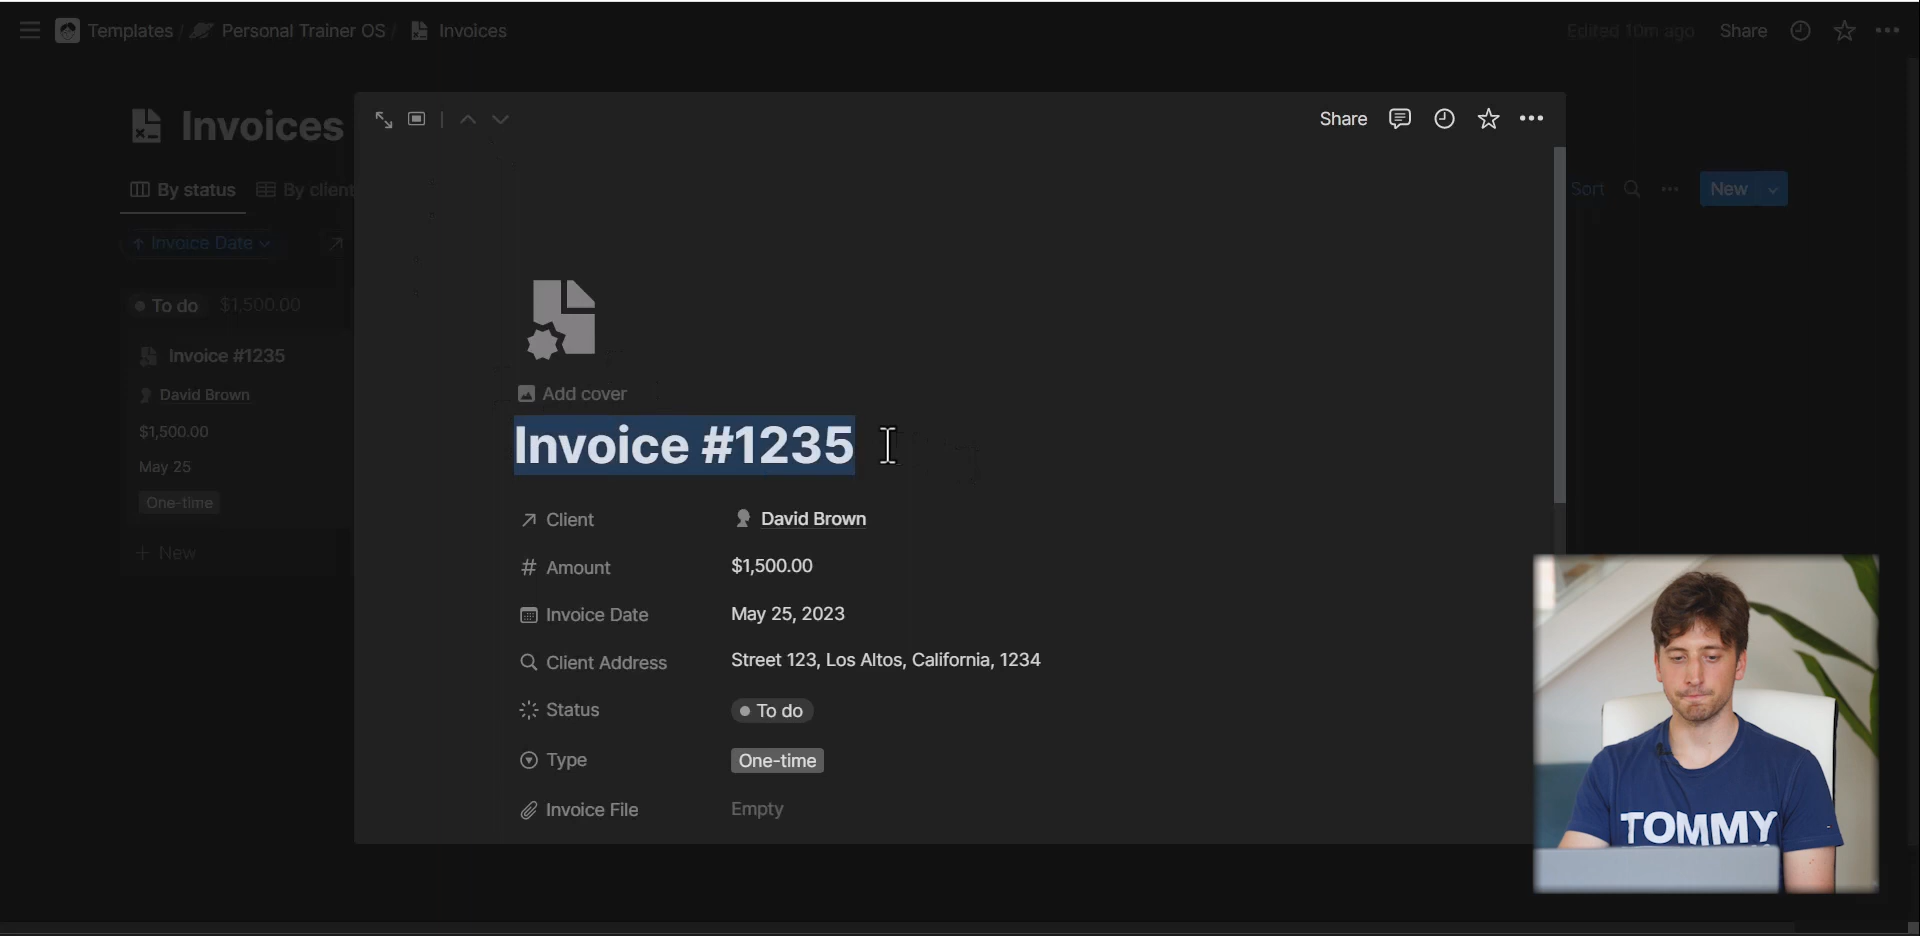 Templates / Personal Trainer OS / Invoices
Edited 10m ago Share
Invoices
By status By client
Sort New
Invoice Date
To do $1,500.00
Invoice #1235
David Brown
$1,500.00
May 25
One-time
+ New
Share
Add cover
Invoice #1235
Client David Brown
Amount $1,500.00
Invoice Date May 25, 2023
Client Address Street 123, Los Altos, California, 1234
Status To do
Type One-time
Invoice File Empty
TOMMY